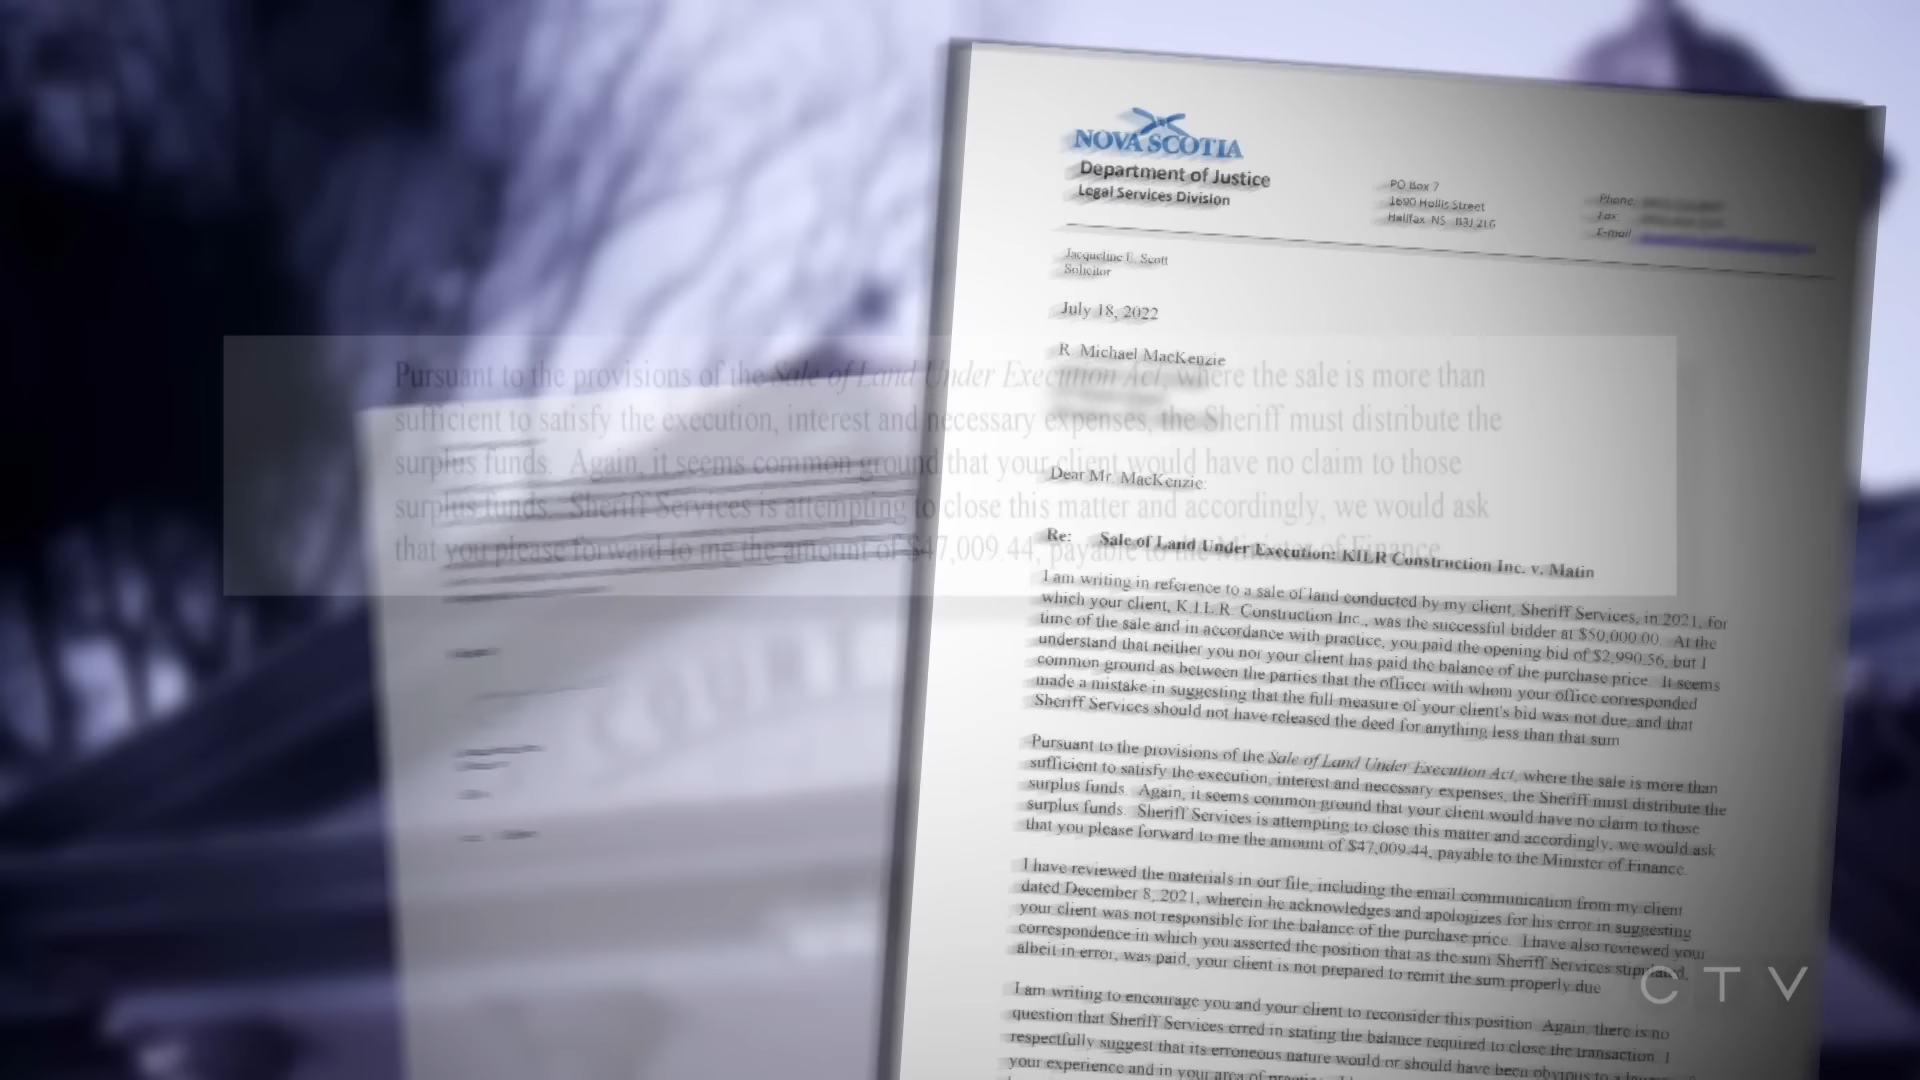 NOVA SCOTIA
Department of Justice
Legal Services Division
PO Box 7
1690 Hollis Street
Halifax NS B3J 2L6
Phone:
Fax:
E-mail
Jacqueline E. Scott
Solicitor
July 18, 2022
R. Michael MacKenzie
Dear Mr. MacKenzie:
Re: Sale of Land Under Execution: KILR Construction Inc. v. Matin
I am writing in reference to a sale of land conducted by my client, Sheriff Services, in 2021, for
which your client, K.I.L.R. Construction Inc., was the successful bidder at $50,000.00. At the
time of the sale and in accordance with practice, you paid the opening bid of $2,990.56, but I
understand that neither you nor your client has paid the balance of the purchase price. It seems
common ground as between the parties that the officer with whom your office corresponded
made a mistake in suggesting that the full measure of your client's bid was not due, and that
Sheriff Services should not have released the deed for anything less than that sum
Pursuant to the provisions of the Sale of Land Under Execution Act, where the sale is more than
sufficient to satisfy the execution, interest and necessary expenses, the Sheriff must distribute the
surplus funds. Again, it seems common ground that your client would have no claim to those
surplus funds. Sheriff Services is attempting to close this matter and accordingly, we would ask
that you please forward to me the amount of $47,009.44, payable to the Minister of Finance.
I have reviewed the materials in our file, including the email communication from my client
dated December 8, 2021, wherein he acknowledges and apologizes for his error in suggesting
your client was not responsible for the balance of the purchase price. I have also reviewed your
correspondence in which you asserted the position that as the sum Sheriff Services stipulated,
albeit in error, was paid, your client is not prepared to remit the sum properly due
I am writing to encourage you and your client to reconsider this position. Again, there is no
question that Sheriff Services erred in stating the balance required to close the transaction. I
respectfully suggest that its erroneous nature would or should have been obvious to a
your experience and in your area of practice.
Pursuant to the provisions of the Sale of Land Under Execution Act, where the sale is more than
sufficient to satisfy the execution, interest and necessary expenses, the Sheriff must distribute the
surplus funds. Again, it seems common ground that your client would have no claim to those
surplus funds. Sheriff Services is attempting to close this matter and accordingly, we would ask
that you please forward to me the amount of $47,009.44, payable to the Minister of Finance.
COURT
CTV